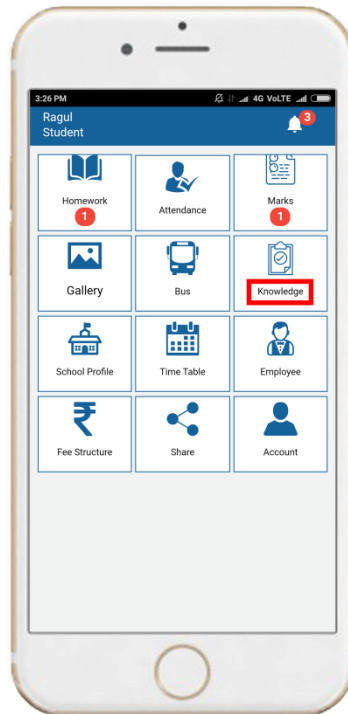 3:26 PM 4G VoLTE
Ragul
Student
3
Homework
1
Attendance
Marks
1
Gallery
Bus
Knowledge
School Profile
Time Table
Employee
Fee Structure
Share
Account